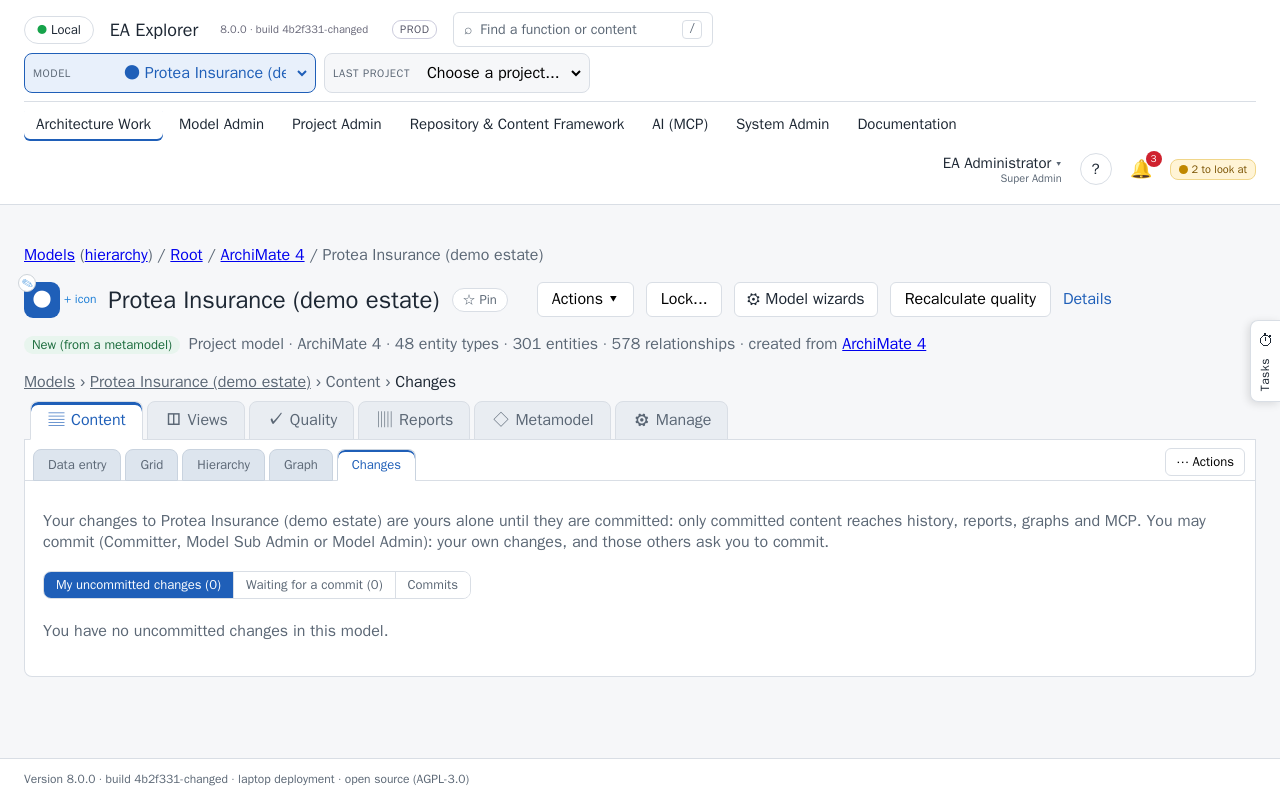 Local EA Explorer 8.0.0 · build 4b2f331-changed PROD Find a function or content /
MODEL Protea Insurance (de LAST PROJECT Choose a project...
Architecture Work Model Admin Project Admin Repository & Content Framework AI (MCP) System Admin Documentation
EA Administrator ▾ ? 3 2 to look at
Super Admin
Models (hierarchy) / Root / ArchiMate 4 / Protea Insurance (demo estate)
+ icon Protea Insurance (demo estate) ☆ Pin Actions ▼ Lock... ⚙ Model wizards Recalculate quality Details
New (from a metamodel) Project model · ArchiMate 4 · 48 entity types · 301 entities · 578 relationships · created from ArchiMate 4
Tasks
Models › Protea Insurance (demo estate) › Content › Changes
Content Views Quality Reports Metamodel Manage
Data entry Grid Hierarchy Graph Changes ··· Actions
Your changes to Protea Insurance (demo estate) are yours alone until they are committed: only committed content reaches history, reports, graphs and MCP. You may
commit (Committer, Model Sub Admin or Model Admin): your own changes, and those others ask you to commit.
My uncommitted changes (0) Waiting for a commit (0) Commits
You have no uncommitted changes in this model.
Version 8.0.0 · build 4b2f331-changed · laptop deployment · open source (AGPL-3.0)